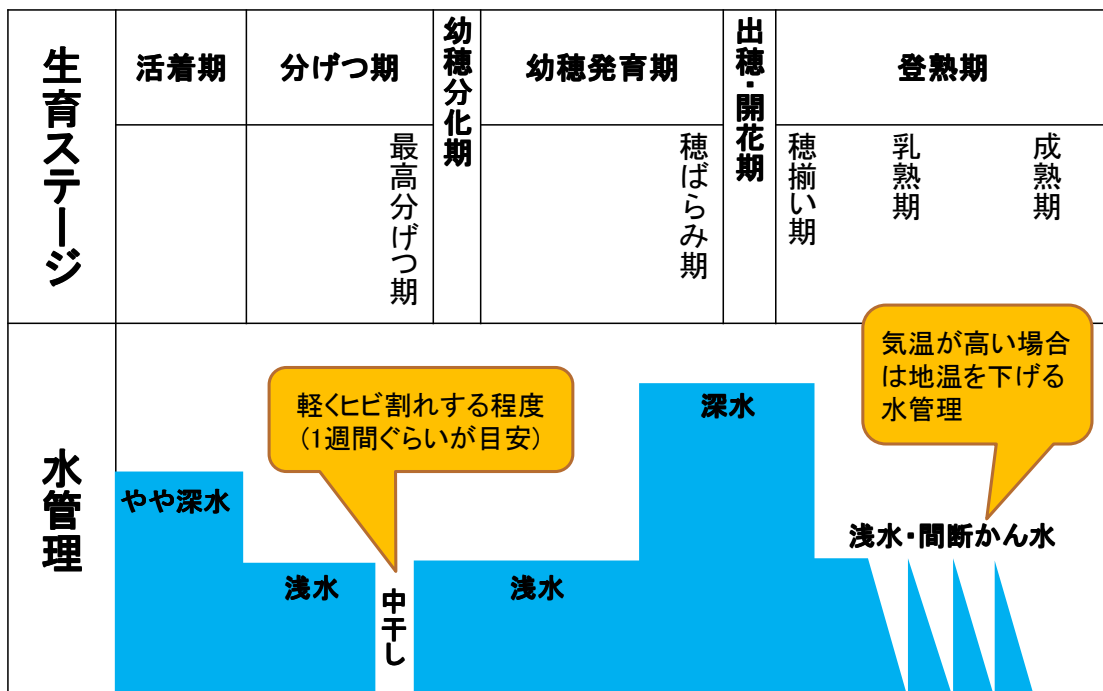 生育ステージ
活着期
分げつ期
幼穂分化期
幼穂発育期
出穂・開花期
登熟期
最高分げつ期
穂ばらみ期
穂揃い期
乳熟期
成熟期
水管理
やや深水
浅水
軽くヒビ割れする程度
(1週間ぐらいが目安)
中干し
浅水
深水
気温が高い場合
は地温を下げる
水管理
浅水・間断かん水